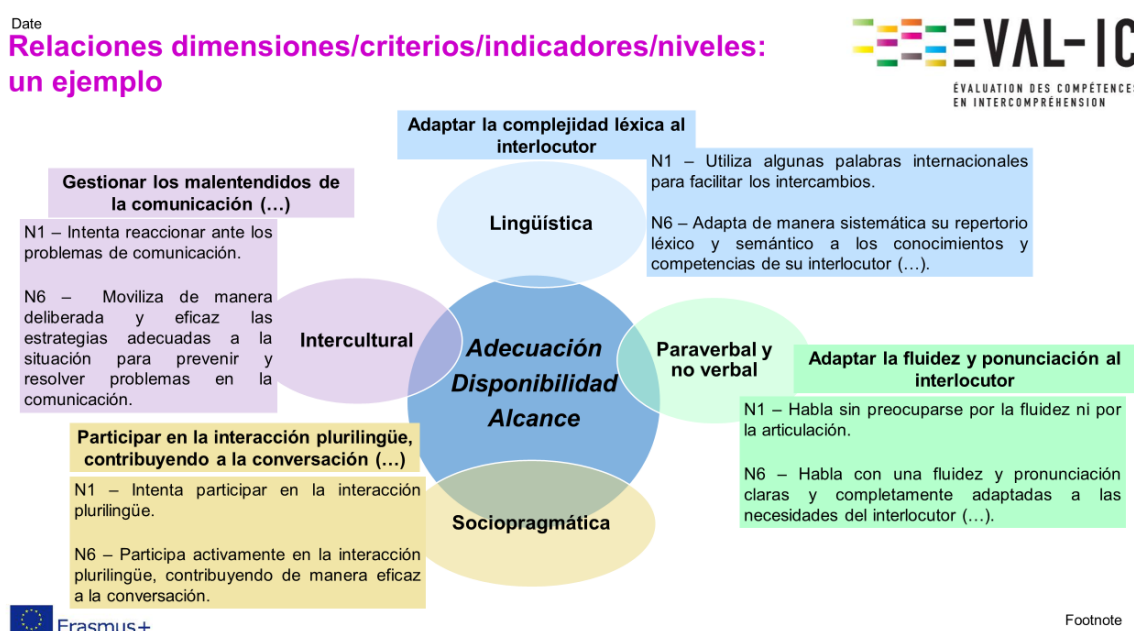 Date
Relaciones dimensiones/criterios/indicadores/niveles:
un ejemplo
EVAL-IC
ÉVALUATION DES COMPÉTENCES
EN INTERCOMPRÉHENSION
Adaptar la complejidad léxica al
interlocutor
N1 – Utiliza algunas palabras internacionales
para facilitar los intercambios.
N6 – Adapta de manera sistemática su repertorio
léxico y semántico a los conocimientos y
competencias de su interlocutor (…).
Lingüística
Gestionar los malentendidos de
la comunicación (…)
N1 – Intenta reaccionar ante los
problemas de comunicación.
N6 – Moviliza de manera
deliberada y eficaz las
estrategias adecuadas a la
situación para prevenir y
resolver problemas en la
comunicación.
Intercultural
Adecuación
Disponibilidad
Alcance
Paraverbal y
no verbal
Adaptar la fluidez y ponunciación al
interlocutor
N1 – Habla sin preocuparse por la fluidez ni por
la articulación.
N6 – Habla con una fluidez y pronunciación
claras y completamente adaptadas a las
necesidades del interlocutor (…).
Participar en la interacción plurilingüe,
contribuyendo a la conversación (…)
N1 – Intenta participar en la interacción
plurilingüe.
N6 – Participa activamente en la interacción
plurilingüe, contribuyendo de manera eficaz
a la conversación.
Sociopragmática
Erasmus+
Footnote